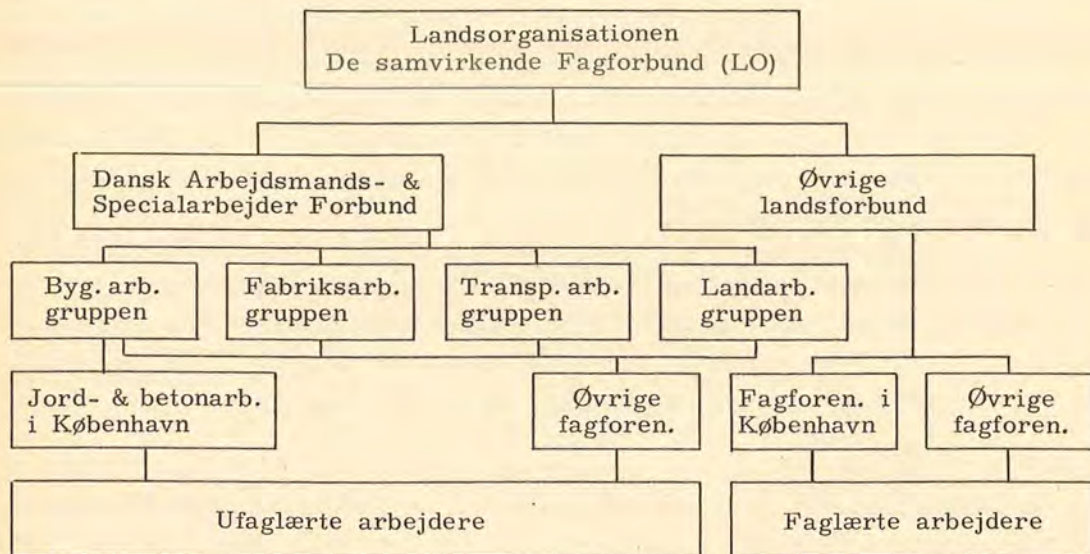 Landsorganisationen
De samvirkende Fagforbund (LO)
Dansk Arbejdsmands- &
Specialarbejder Forbund
Øvrige
landsforbund
Byg. arb.
gruppen
Fabriksarb.
gruppen
Transp. arb.
gruppen
Landarb.
gruppen
Jord- & betonarb.
i København
Øvrige
fagforen.
Fagforen. i
København
Øvrige
fagforen.
Ufaglærte arbejdere
Faglærte arbejdere